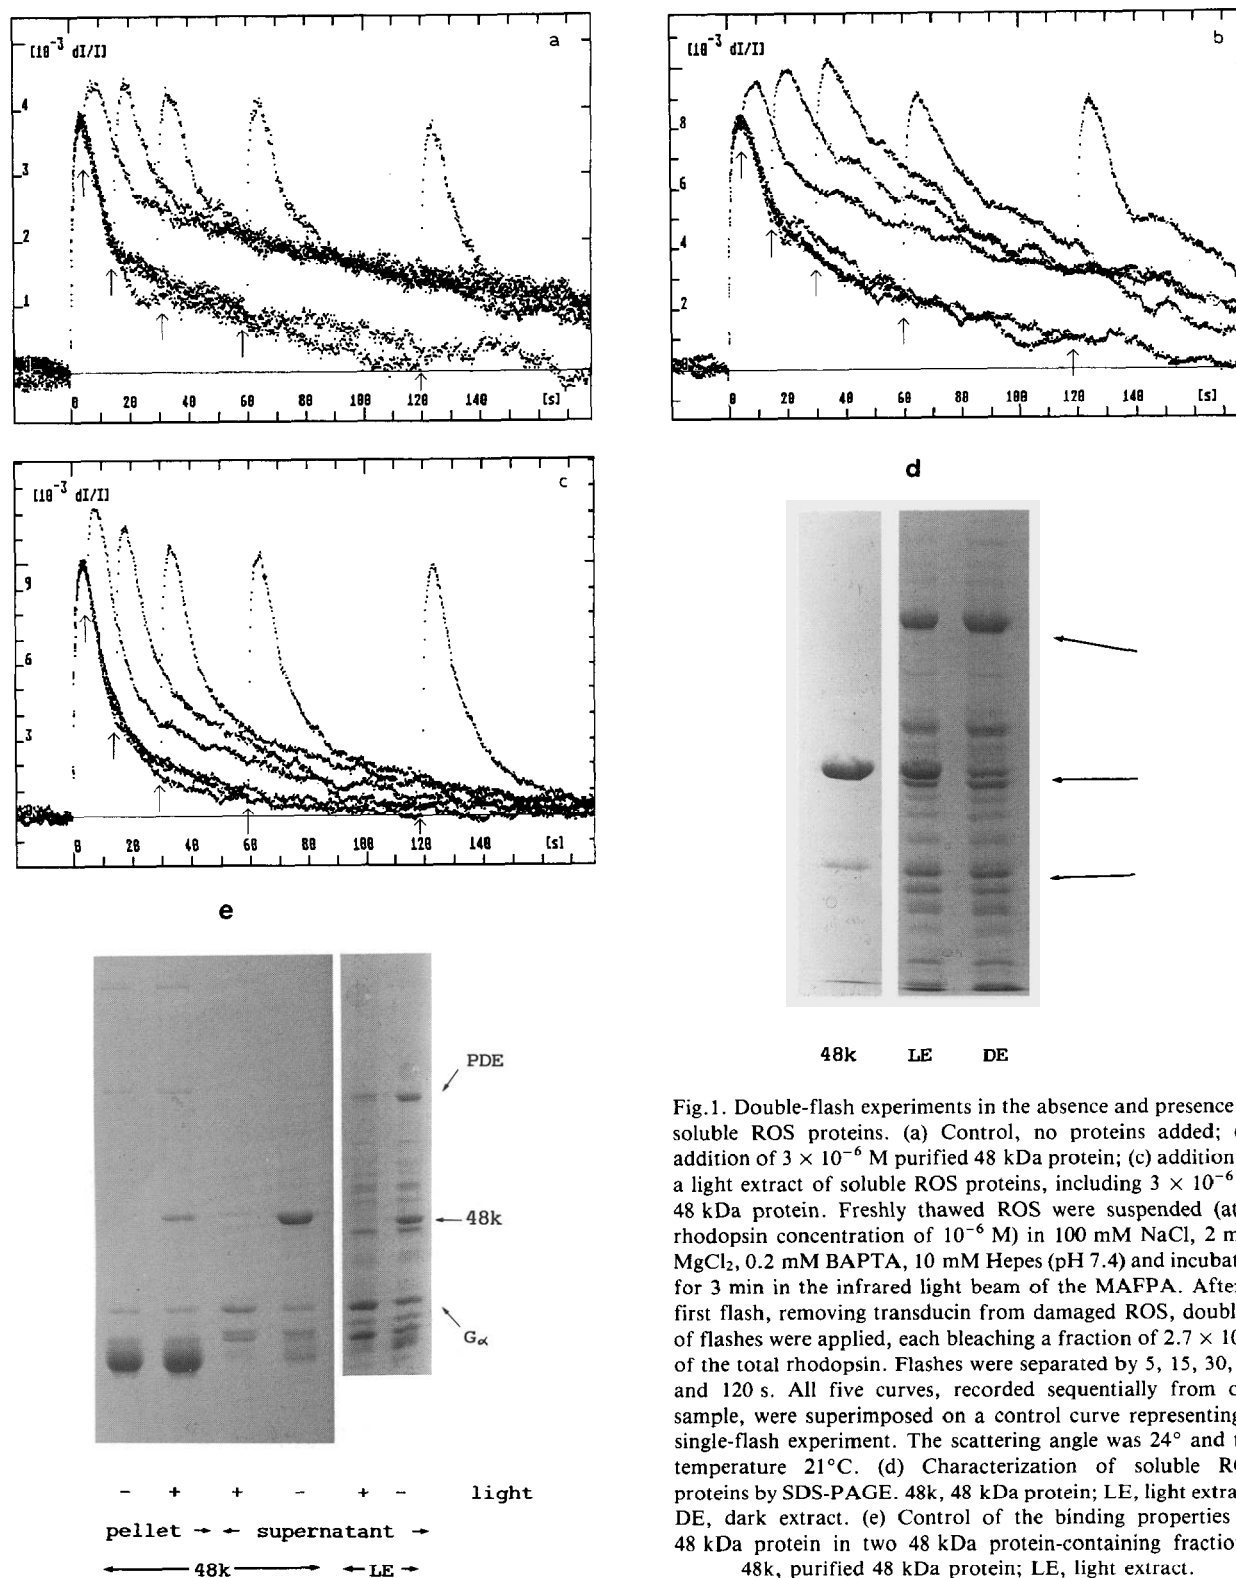 [10⁻³ dI/I]
a
4
3
2
1
0
0 20 40 60 80 100 120 140 [s]
[10⁻³ dI/I]
b
8
6
4
2
0
0 20 40 60 80 100 120 140 [s]
[10⁻³ dI/I]
c
9
6
3
0
0 20 40 60 80 100 120 140 [s]
d
48k LE DE
e
PDE
48k
Gα
− + + − + − light
pellet supernatant
48k LE
Fig.1. Double-flash experiments in the absence and presence
soluble ROS proteins. (a) Control, no proteins added;
addition of 3 × 10⁻⁶ M purified 48 kDa protein; (c) addition
a light extract of soluble ROS proteins, including 3 × 10⁻⁶
48 kDa protein. Freshly thawed ROS were suspended (at
rhodopsin concentration of 10⁻⁶ M) in 100 mM NaCl, 2 m
MgCl₂, 0.2 mM BAPTA, 10 mM Hepes (pH 7.4) and incubat
for 3 min in the infrared light beam of the MAFPA. After
first flash, removing transducin from damaged ROS, doubl
of flashes were applied, each bleaching a fraction of 2.7 × 10
of the total rhodopsin. Flashes were separated by 5, 15, 30,
and 120 s. All five curves, recorded sequentially from
sample, were superimposed on a control curve representing
single-flash experiment. The scattering angle was 24° and t
temperature 21°C. (d) Characterization of soluble RO
proteins by SDS-PAGE. 48k, 48 kDa protein; LE, light extra
DE, dark extract. (e) Control of the binding properties
48 kDa protein in two 48 kDa protein-containing fraction
48k, purified 48 kDa protein; LE, light extract.